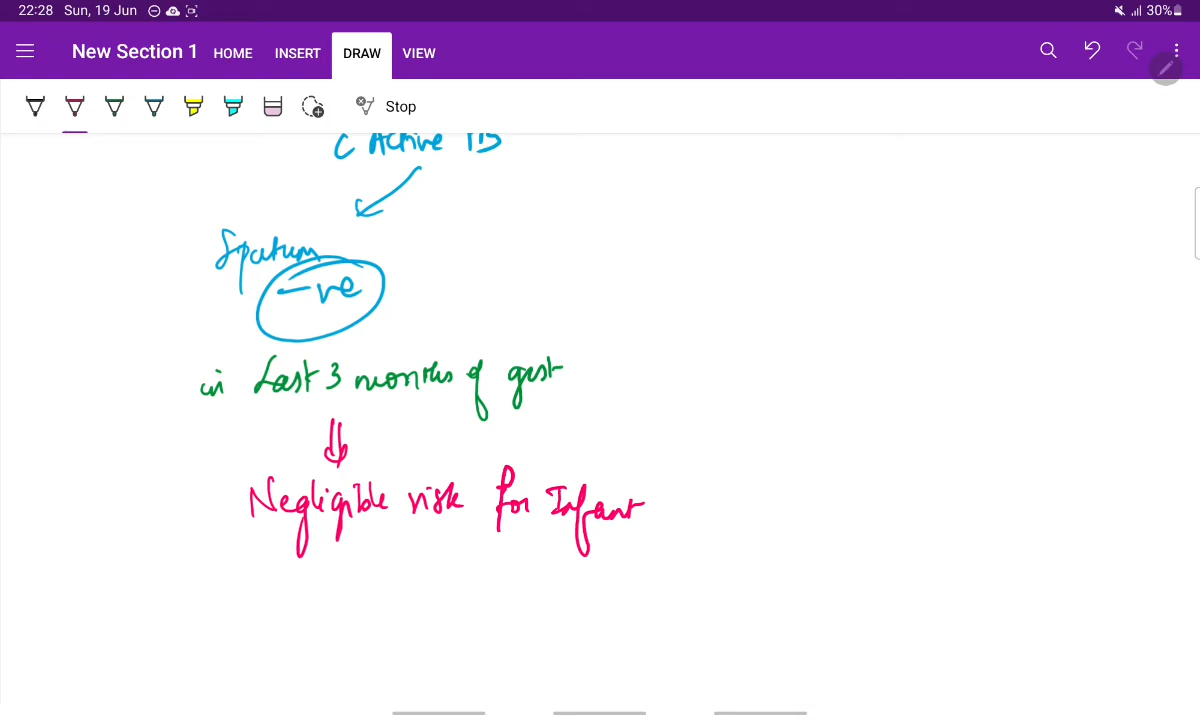 22:28 Sun, 19 Jun 30%
New Section 1 HOME INSERT DRAW VIEW
Stop
C Active TB
Sputum
-ve
in Last 3 months of gest
Negligible risk for Infant